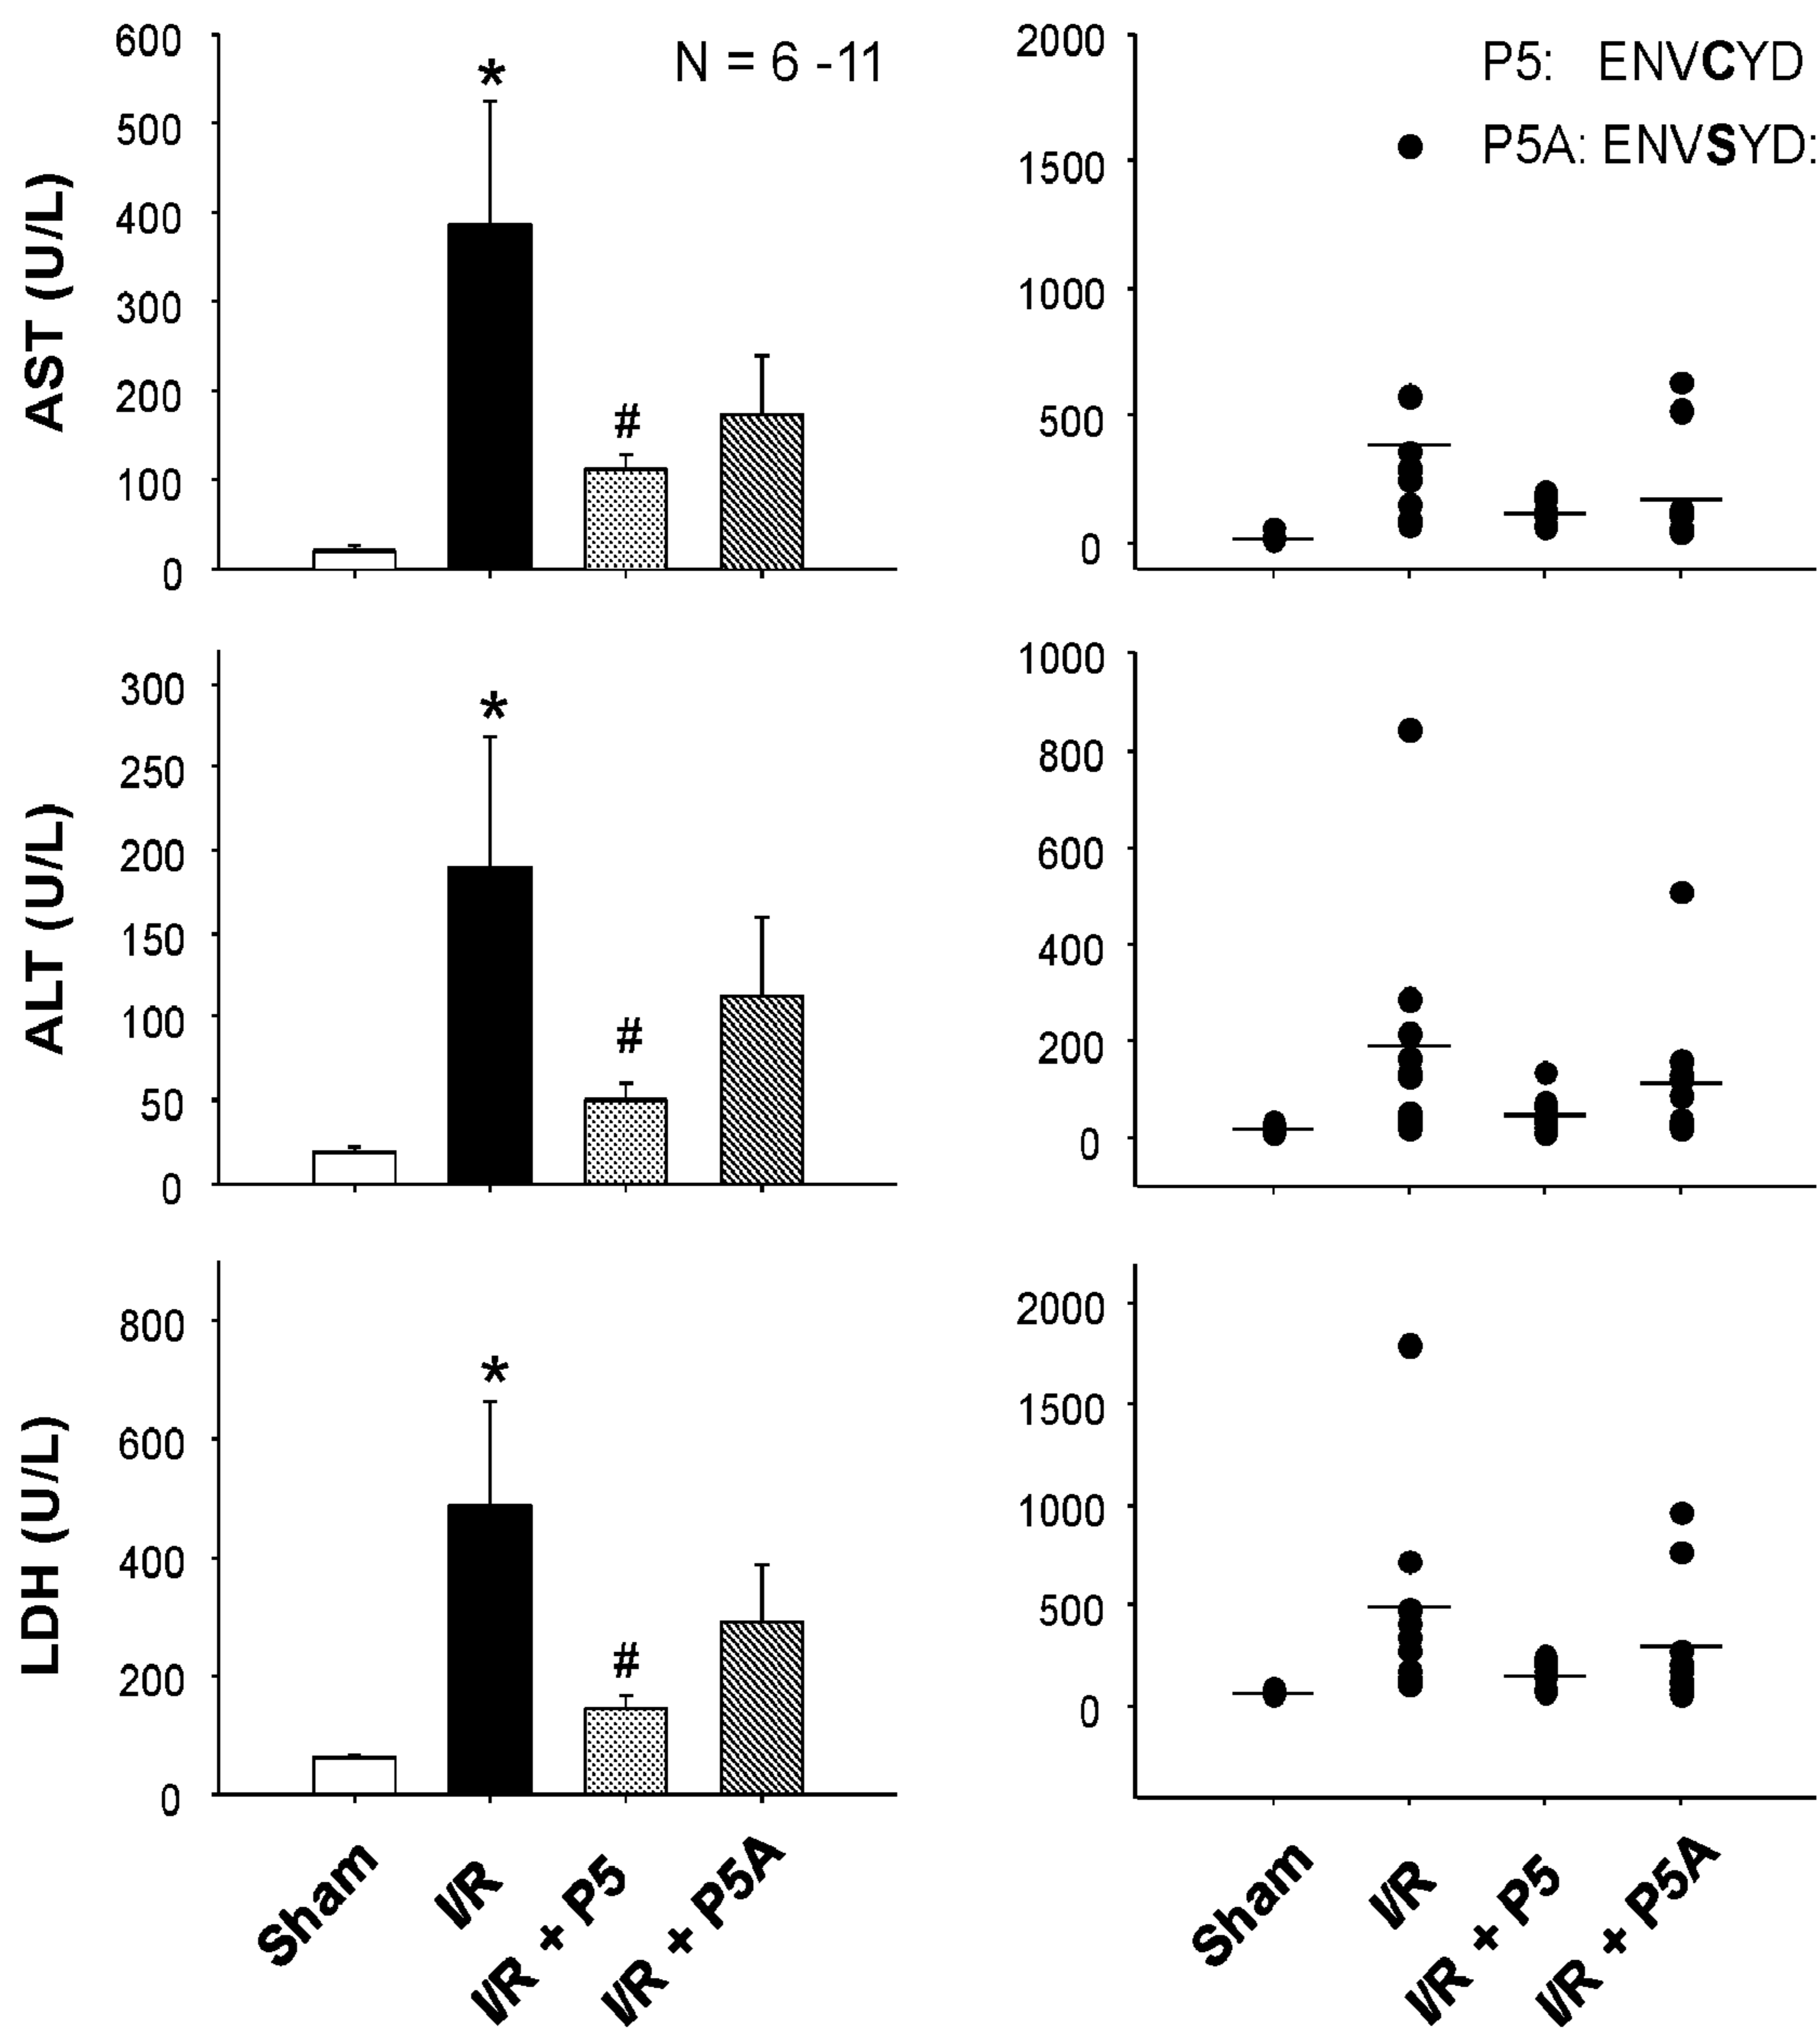 AST (U/L)
600
500
400
300
200
100
0
*
#
N = 6 -11
2000
1500
1000
500
0
P5: ENVCYD
P5A: ENVSYD:
ALT (U/L)
300
250
200
150
100
50
0
*
#
1000
800
600
400
200
0
LDH (U/L)
800
600
400
200
0
*
#
2000
1500
1000
500
0
Sham
I/R
I/R + P5
I/R + P5A
Sham
I/R
I/R + P5
I/R + P5A